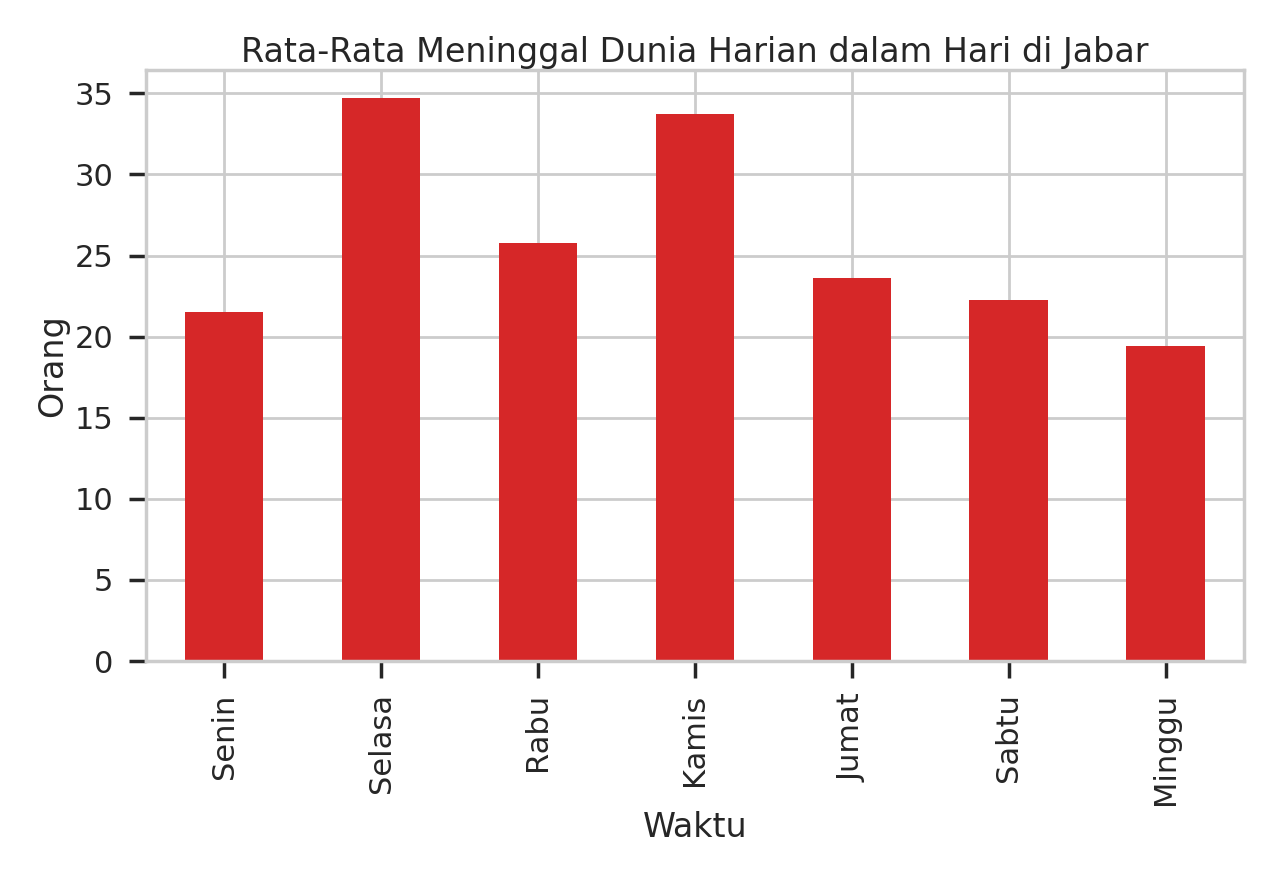 Rata-Rata Meninggal Dunia Harian dalam Hari di Jabar
35
30
25
20
15
10
5
0
Orang
Senin
Selasa
Rabu
Kamis
Jumat
Sabtu
Minggu
Waktu